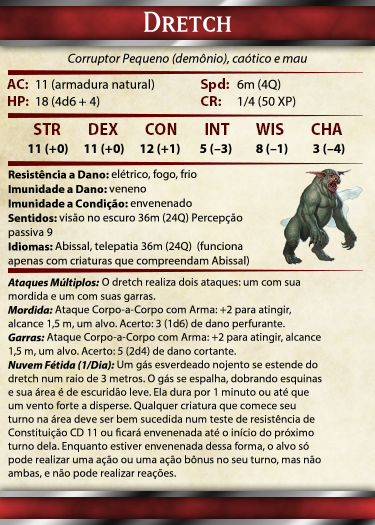 DRETCH
Corruptor Pequeno (demônio), caótico e mau
AC: 11 (armadura natural) Spd: 6m (4Q)
HP: 18 (4d6 + 4) CR: 1/4 (50 XP)
STR DEX CON INT WIS CHA
11 (+0) 11 (+0) 12 (+1) 5 (–3) 8 (–1) 3 (–4)
Resistência a Dano: elétrico, fogo, frio
Imunidade a Dano: veneno
Imunidade a Condição: envenenado
Sentidos: visão no escuro 36m (24Q) Percepção
passiva 9
Idiomas: Abissal, telepatia 36m (24Q) (funciona
apenas com criaturas que compreendam Abissal)
Ataques Múltiplos: O dretch realiza dois ataques: um com sua
mordida e um com suas garras.
Mordida: Ataque Corpo-a-Corpo com Arma: +2 para atingir,
alcance 1,5 m, um alvo. Acerto: 3 (1d6) de dano perfurante.
Garras: Ataque Corpo-a-Corpo com Arma: +2 para atingir, alcance
1,5 m, um alvo. Acerto: 5 (2d4) de dano cortante.
Nuvem Fétida (1/Dia): Um gás esverdeado nojento se estende do
dretch num raio de 3 metros. O gás se espalha, dobrando esquinas
e sua área é de escuridão leve. Ela dura por 1 minuto ou até que
um vento forte a disperse. Qualquer criatura que comece seu
turno na área deve ser bem sucedida num teste de resistência de
Constituição CD 11 ou ficará envenenada até o início do próximo
turno dela. Enquanto estiver envenenada dessa forma, o alvo só
pode realizar uma ação ou uma ação bônus no seu turno, mas não
ambas, e não pode realizar reações.